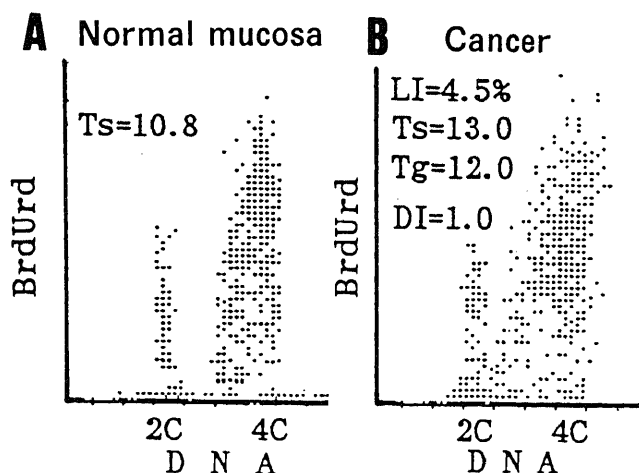 A Normal mucosa
Ts=10.8
BrdUrd
2C 4C
D N A
B Cancer
LI=4.5%
Ts=13.0
Tg=12.0
DI=1.0
BrdUrd
2C 4C
D N A